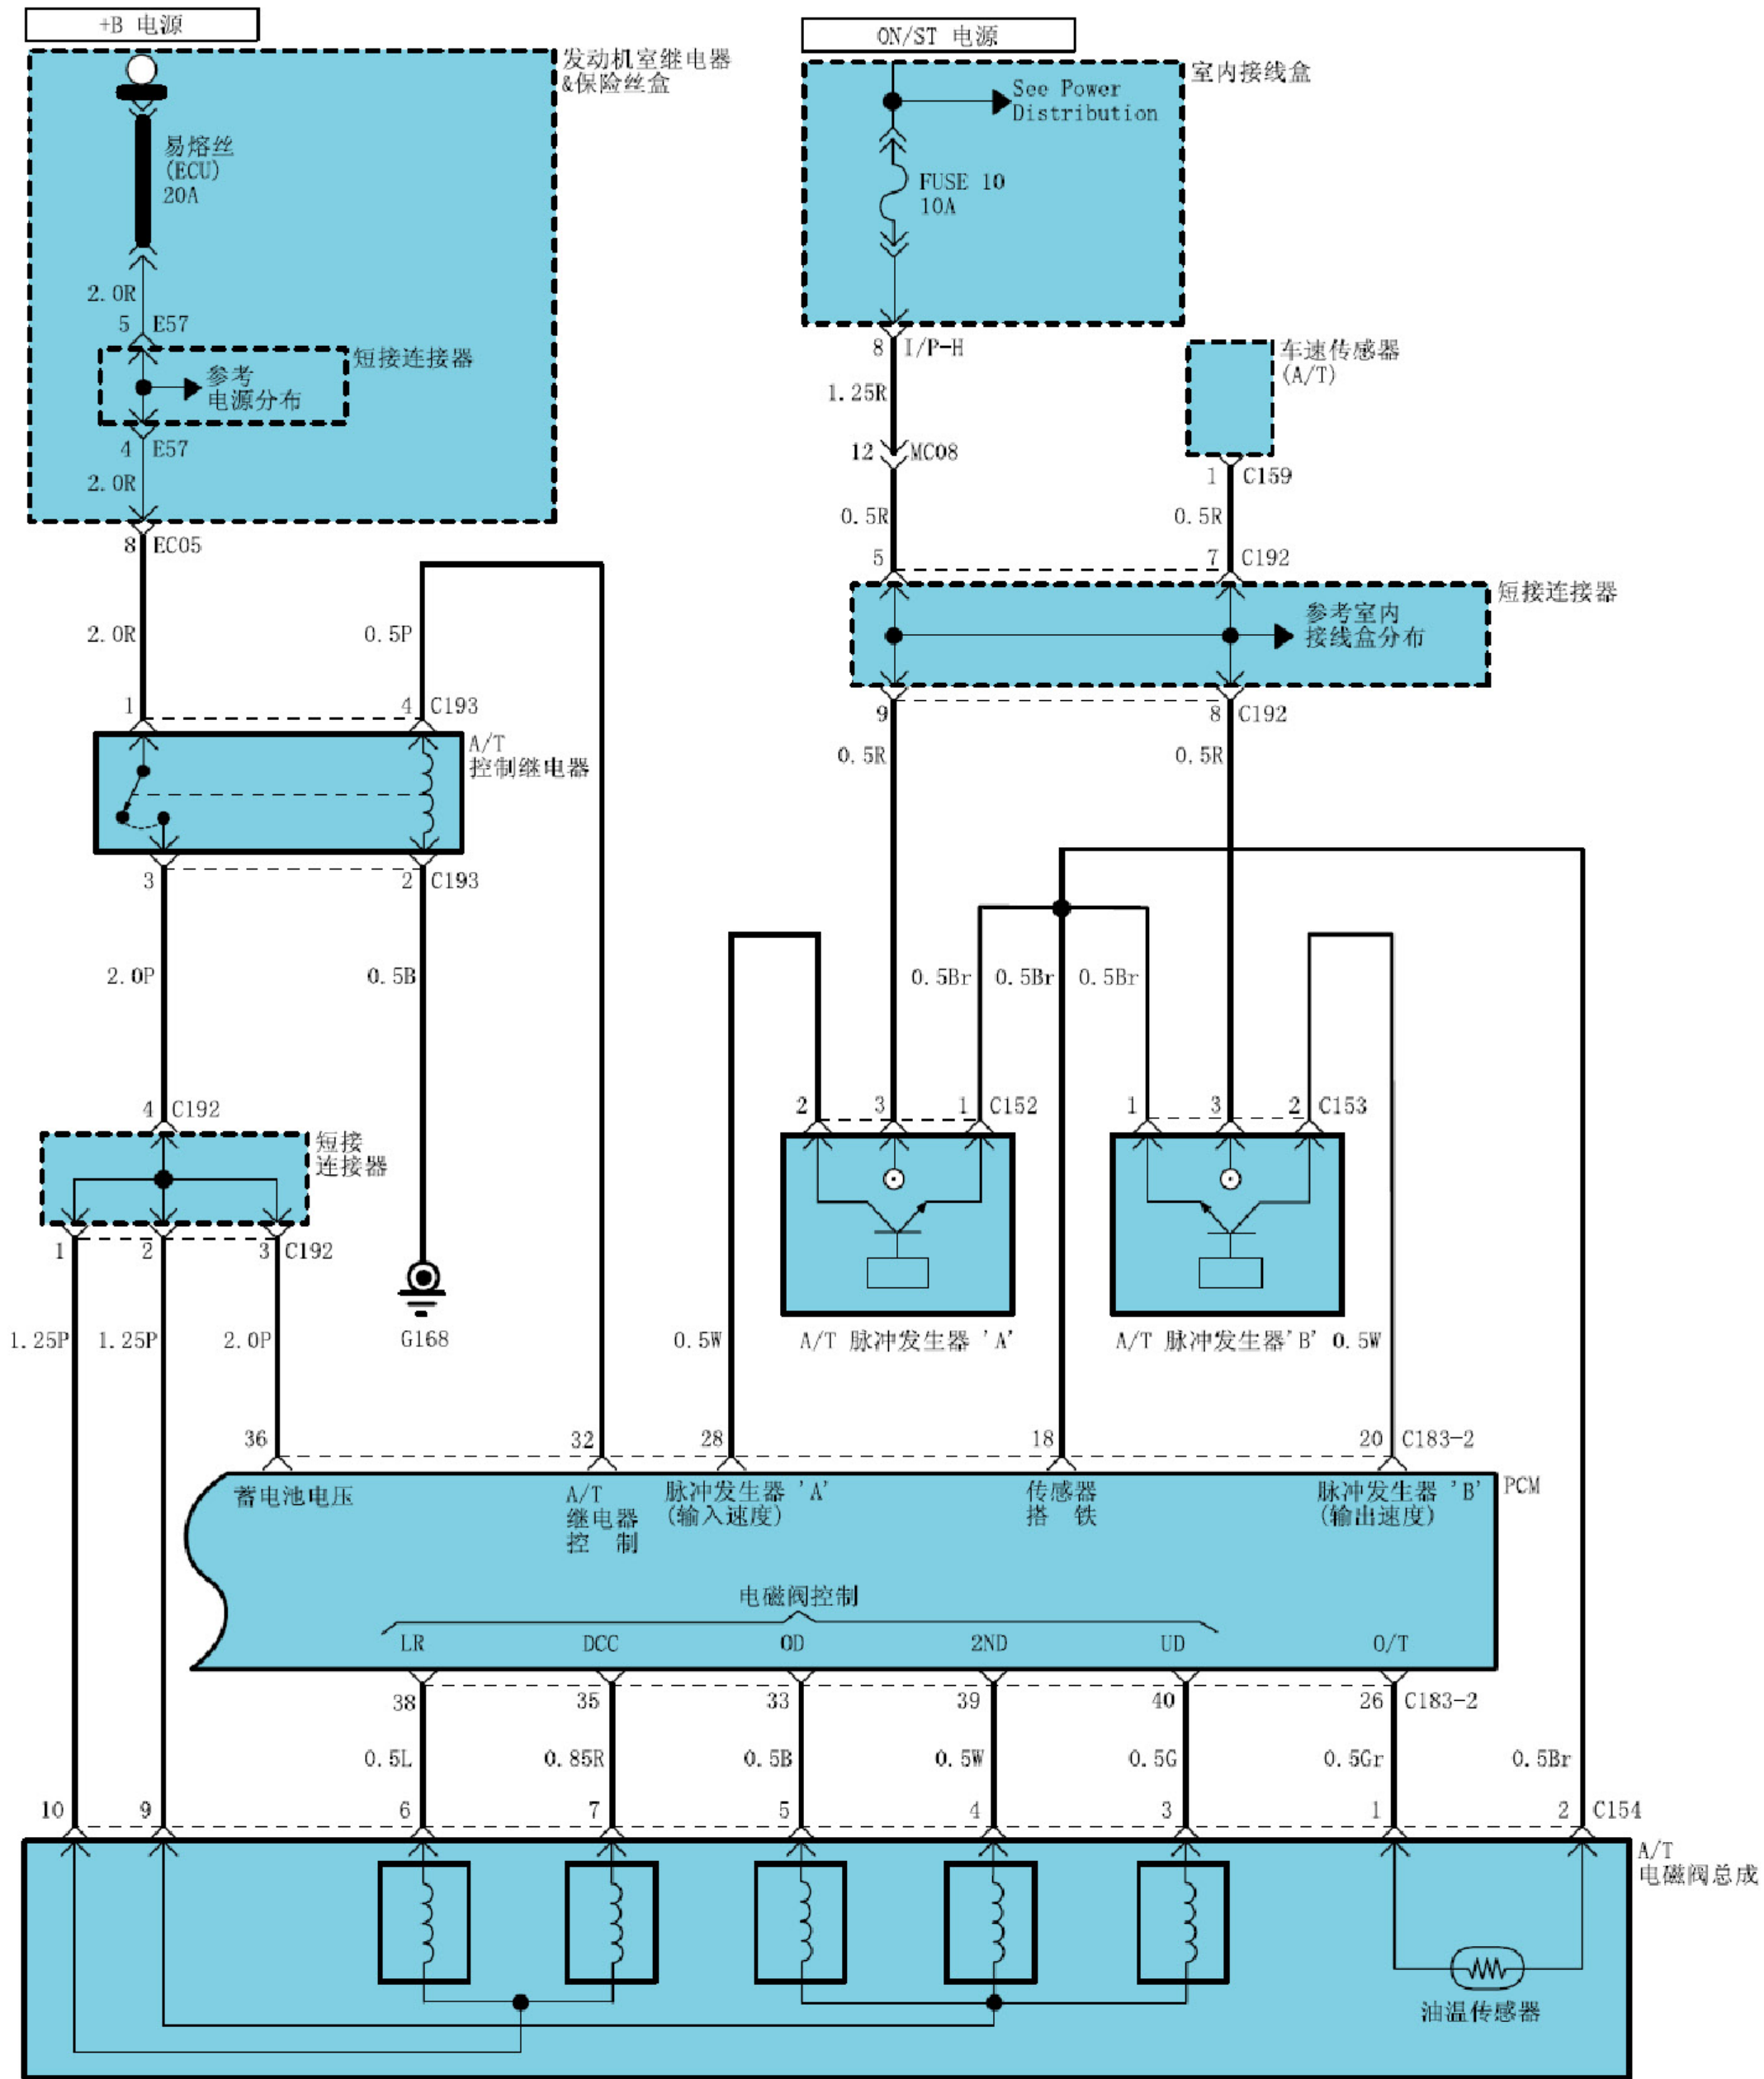 +B 电源
ON/ST 电源
发动机室继电器
&保险丝盒
室内接线盒
See Power
Distribution
易熔丝
(ECU)
20A
FUSE 10
10A
2.0R
5 E57
短接连接器
参考
电源分布
4 E57
2.0R
8 EC05
8 I/P-H
车速传感器
(A/T)
1.25R
12 MC08
1 C159
0.5R
0.5R
5
7 C192
短接连接器
参考室内
接线盒分布
2.0R
0.5P
1
4 C193
9
8 C192
A/T
控制继电器
0.5R
0.5R
3
2 C193
2.0P
0.5B
0.5Br
0.5Br
0.5Br
4 C192
2
3
1 C152
1
3
2 C153
短接
连接器
1
2
3 C192
1.25P
1.25P
2.0P
G168
0.5W
A/T 脉冲发生器 'A'
A/T 脉冲发生器'B'
0.5W
36
32
28
18
20 C183-2
PCM
蓄电池电压
A/T
继电器
控 制
脉冲发生器 'A'
(输入速度)
传感器
搭 铁
脉冲发生器 'B'
(输出速度)
电磁阀控制
LR
DCC
OD
2ND
UD
O/T
38
35
33
39
40
26 C183-2
0.5L
0.85R
0.5B
0.5W
0.5G
0.5Gr
0.5Br
10
9
6
7
5
4
3
1
2 C154
A/T
电磁阀总成
油温传感器